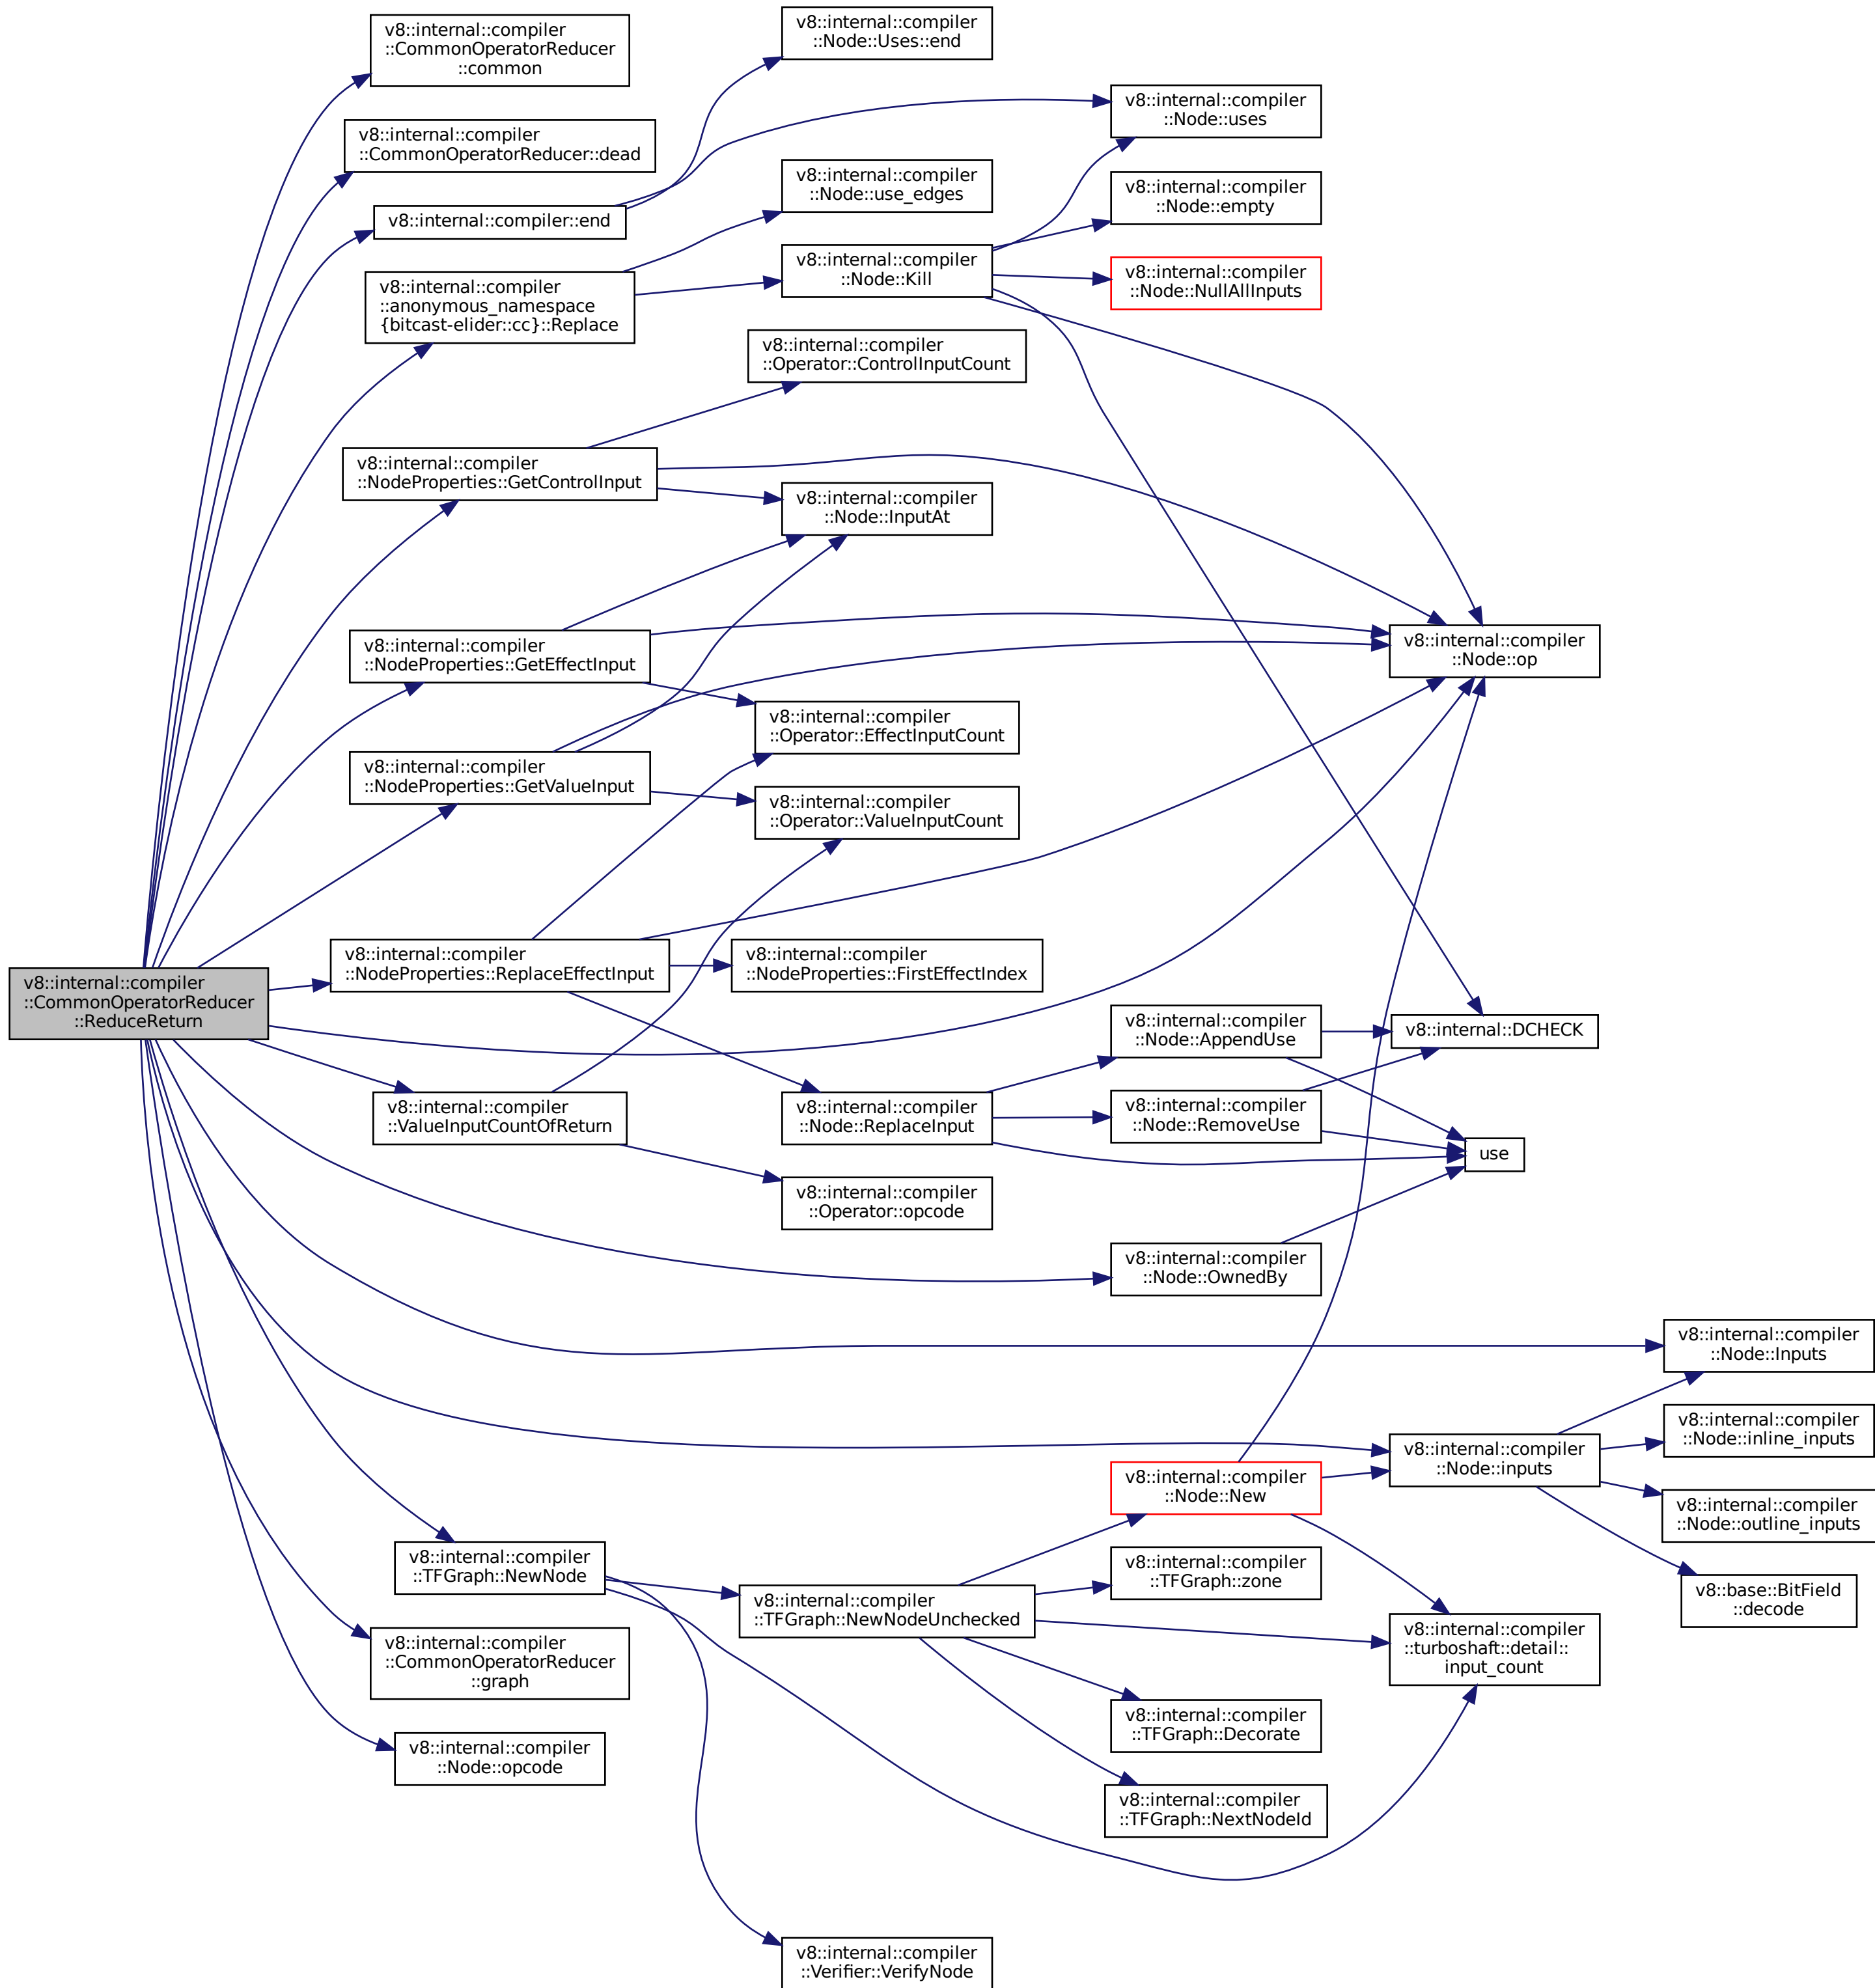 v8::internal::compiler
::CommonOperatorReducer
::ReduceReturn
v8::internal::compiler
::CommonOperatorReducer
::common
v8::internal::compiler
::CommonOperatorReducer::dead
v8::internal::compiler::end
v8::internal::compiler
::anonymous_namespace
{bitcast-elider::cc}::Replace
v8::internal::compiler
::NodeProperties::GetControlInput
v8::internal::compiler
::NodeProperties::GetEffectInput
v8::internal::compiler
::NodeProperties::GetValueInput
v8::internal::compiler
::NodeProperties::ReplaceEffectInput
v8::internal::compiler
::ValueInputCountOfReturn
v8::internal::compiler
::TFGraph::NewNode
v8::internal::compiler
::CommonOperatorReducer
::graph
v8::internal::compiler
::Node::opcode
v8::internal::compiler
::Node::Uses::end
v8::internal::compiler
::Node::use_edges
v8::internal::compiler
::Node::Kill
v8::internal::compiler
::Operator::ControlInputCount
v8::internal::compiler
::Node::InputAt
v8::internal::compiler
::Operator::EffectInputCount
v8::internal::compiler
::Operator::ValueInputCount
v8::internal::compiler
::NodeProperties::FirstEffectIndex
v8::internal::compiler
::Node::ReplaceInput
v8::internal::compiler
::Operator::opcode
v8::internal::compiler
::TFGraph::NewNodeUnchecked
v8::internal::compiler
::Verifier::VerifyNode
v8::internal::compiler
::Node::uses
v8::internal::compiler
::Node::empty
v8::internal::compiler
::Node::NullAllInputs
v8::internal::compiler
::Node::AppendUse
v8::internal::compiler
::Node::RemoveUse
v8::internal::compiler
::Node::OwnedBy
v8::internal::compiler
::Node::New
v8::internal::compiler
::TFGraph::zone
v8::internal::compiler
::TFGraph::Decorate
v8::internal::compiler
::TFGraph::NextNodeId
v8::internal::compiler
::Node::op
v8::internal::DCHECK
use
v8::internal::compiler
::Node::inputs
v8::internal::compiler
::turboshaft::detail::
input_count
v8::internal::compiler
::Node::Inputs
v8::internal::compiler
::Node::inline_inputs
v8::internal::compiler
::Node::outline_inputs
v8::base::BitField
::decode